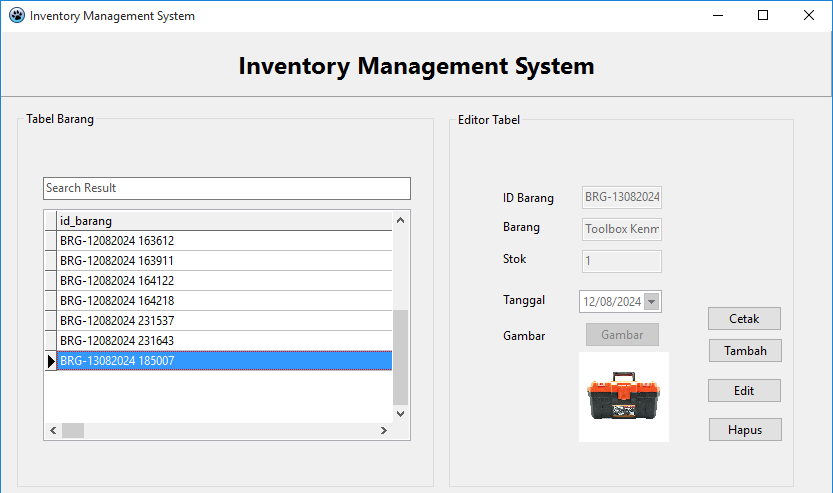 Inventory Management System
Inventory Management System
Tabel Barang
Search Result
id_barang
BRG-12082024 163612
BRG-12082024 163911
BRG-12082024 164122
BRG-12082024 164218
BRG-12082024 231537
BRG-12082024 231643
BRG-13082024 185007
Editor Tabel
ID Barang BRG-13082024
Barang Toolbox Kenm
Stok 1
Tanggal 12/08/2024
Gambar Gambar
Cetak
Tambah
Edit
Hapus